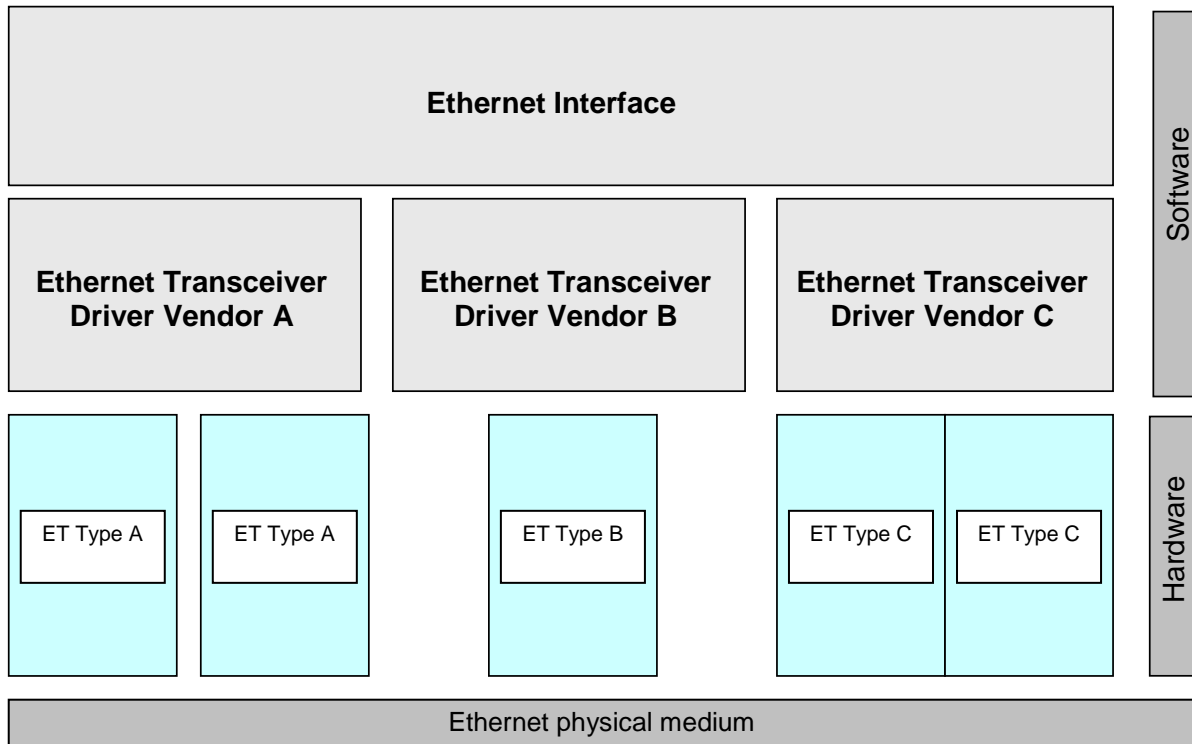 Ethernet Interface
Software
Ethernet Transceiver
Driver Vendor A
Ethernet Transceiver
Driver Vendor B
Ethernet Transceiver
Driver Vendor C
Hardware
ET Type A
ET Type A
ET Type B
ET Type C
ET Type C
Ethernet physical medium